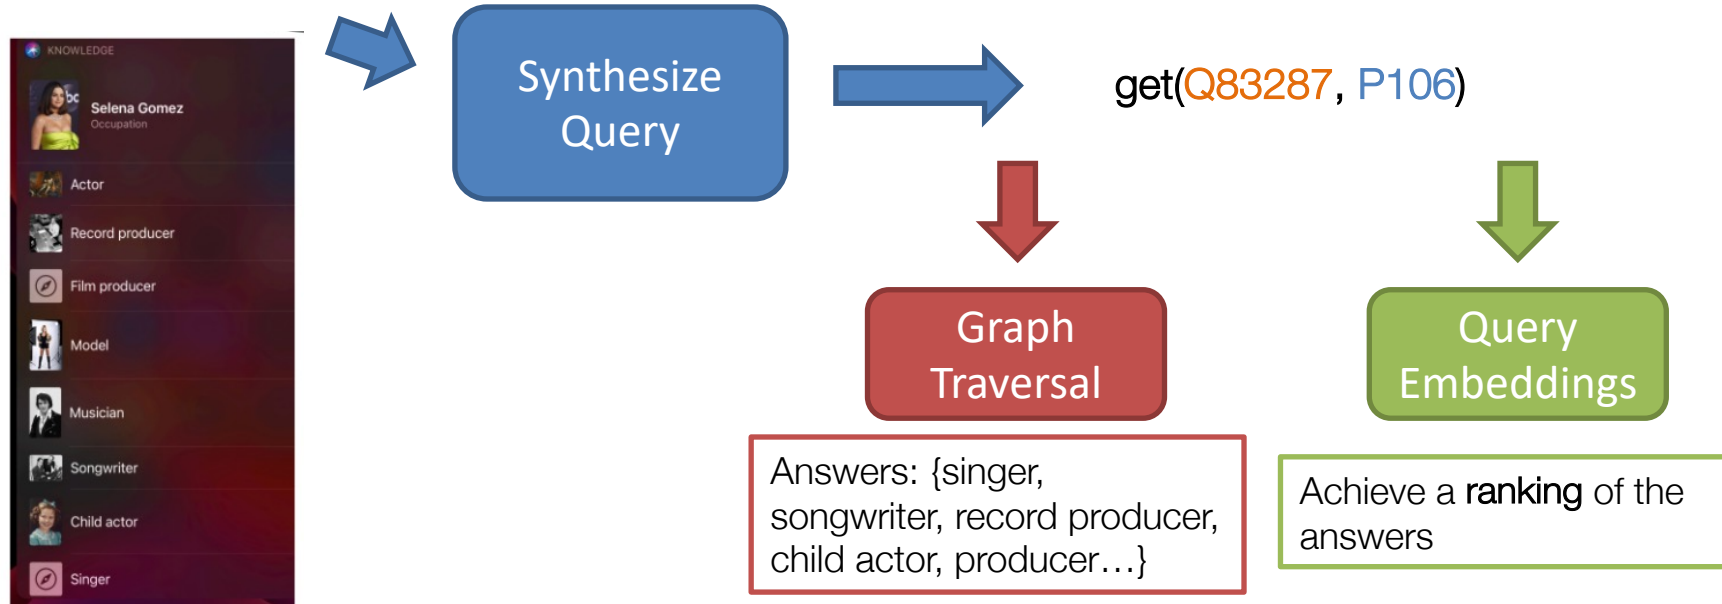 KNOWLEDGE
Selena Gomez
Occupation
Actor
Record producer
Film producer
Model
Musician
Songwriter
Child actor
Singer
Synthesize
Query
get(Q83287, P106)
Graph
Traversal
Answers: {singer,
songwriter, record producer,
child actor, producer...}
Query
Embeddings
Achieve a ranking of the
answers